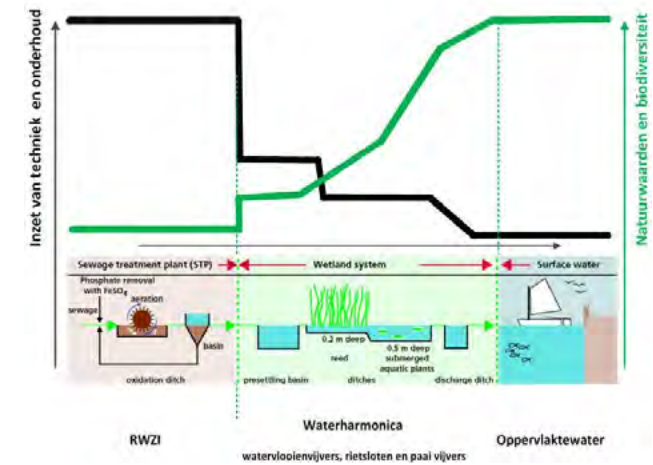 Inzet van techniek en onderhoud
Natuurwaarden en biodiversiteit
Sewage treatment plant (STP)
Wetland system
Surface water
Phosphate removal
with FeSO4
aeration
sewage
basin
oxidation ditch
0.2 m deep
reed
0.5 m deep
submerged
aquatic plants
presettling basin
ditches
discharge ditch
RWZI
Waterharmonica
Oppervlaktewater
watervlooienvijvers, rietsloten en paai vijvers